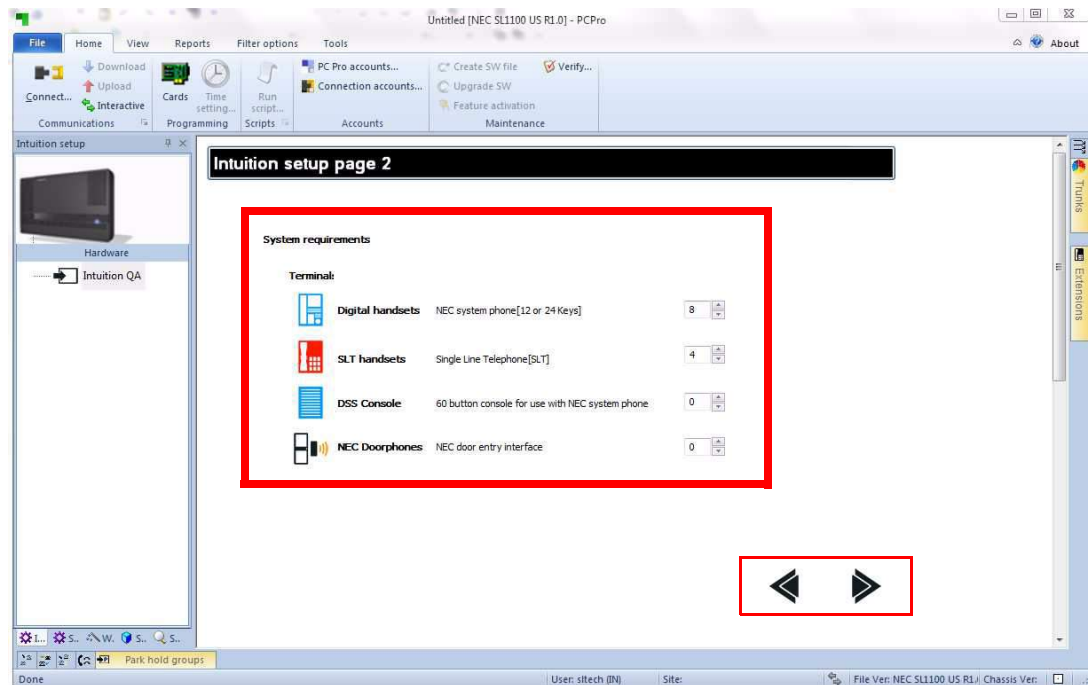 Untitled [NEC SL1100 US R1.0] - PCPro
File Home View Reports Filter options Tools
About
Connect...
Download
Upload
Interactive
Communications
Cards
Time setting...
Programming
Run script...
Scripts
PC Pro accounts...
Connection accounts...
Accounts
Create SW file
Upgrade SW
Feature activation
Verify...
Maintenance
Intuition setup
Hardware
Intuition QA
Intuition setup page 2
System requirements
Terminal:
Digital handsets NEC system phone[12 or 24 Keys] 8
SLT handsets Single Line Telephone[SLT] 4
DSS Console 60 button console for use with NEC system phone 0
NEC Doorphones NEC door entry interface 0
Trunks
Extensions
I... S.. W. S.. S..
Park hold groups
Done User: sltech (IN) Site: File Ver: NEC SL1100 US R1. Chassis Ver: